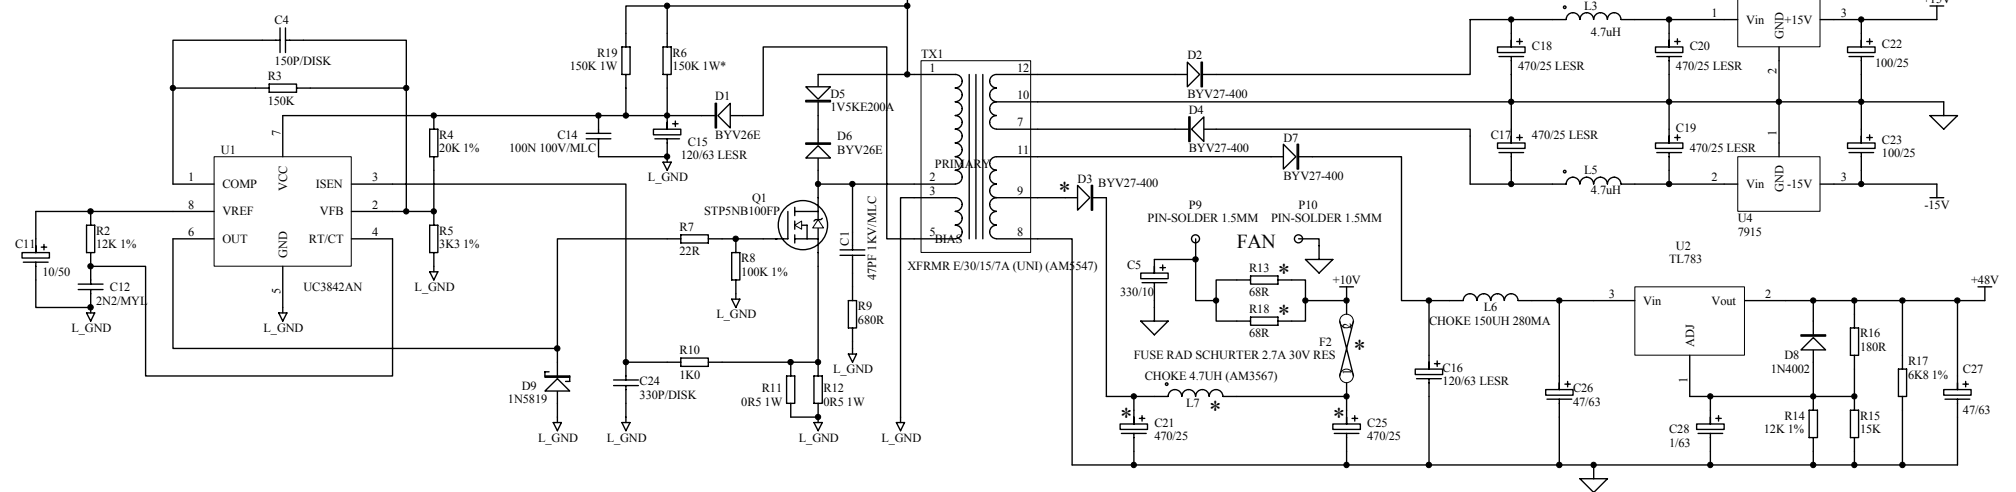 C4
150P/DISK
R3
150K
U1
7
VCC
1
COMP
ISEN
3
8
VREF
VFB
2
6
OUT
RT/CT
4
GND
5
UC3842AN
L_GND
C11
10/50
R2
12K 1%
C12
2N2/MYL
L_GND
R4
20K 1%
R5
3K3 1%
L_GND
R19
150K 1W
R6
150K 1W*
C14
100N 100V/MLC
C15
120/63 LESR
L_GND
D1
BYV26E
D5
1V5KE200A
D6
BYV26E
Q1
STP5NB100FP
R7
22R
R8
100K 1%
L_GND
C1
47PF 1KV/MLC
R9
680R
L_GND
R10
1K0
R11
0R5 1W
R12
0R5 1W
L_GND
D9
1N5819
L_GND
C24
330P/DISK
L_GND
L_GND
TX1
1
12
10
7
11
PRIMARY
2
3
9
5
BIAS
8
XFRMR E/30/15/7A (UNI) (AM5547)
D2
BYV27-400
D4
BYV27-400
D7
BYV27-400
* D3
BYV27-400
P9
PIN-SOLDER 1.5MM
P10
PIN-SOLDER 1.5MM
FAN
C5
330/10
R13 *
68R
R18 *
68R
+10V
F2 *
FUSE RAD SCHURTER 2.7A 30V RES
CHOKE 4.7UH (AM3567)
L7 *
* C21
470/25
* C25
470/25
C18
470/25 LESR
C17
470/25 LESR
L3
4.7uH
L5
4.7uH
C20
470/25 LESR
C19
470/25 LESR
1
Vin
GND
+15V
3
2
1
2
Vin
GND
-15V
3
U4
7915
C22
100/25
C23
100/25
+15V
-15V
U2
TL783
3
Vin
Vout
2
ADJ
1
L6
CHOKE 150UH 280MA
C16
120/63 LESR
C26
47/63
C28
1/63
D8
1N4002
R14
12K 1%
R16
180R
R15
15K
R17
6K8 1%
C27
47/63
+48V